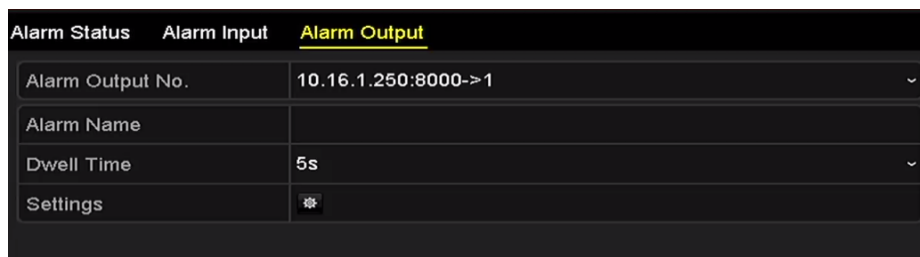 Alarm Status Alarm Input Alarm Output
Alarm Output No. 10.16.1.250:8000->1
Alarm Name
Dwell Time 5s
Settings